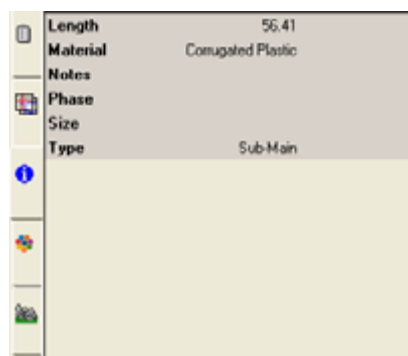 Length 56.41
Material Corrugated Plastic
Notes
Phase
Size
Type Sub-Main